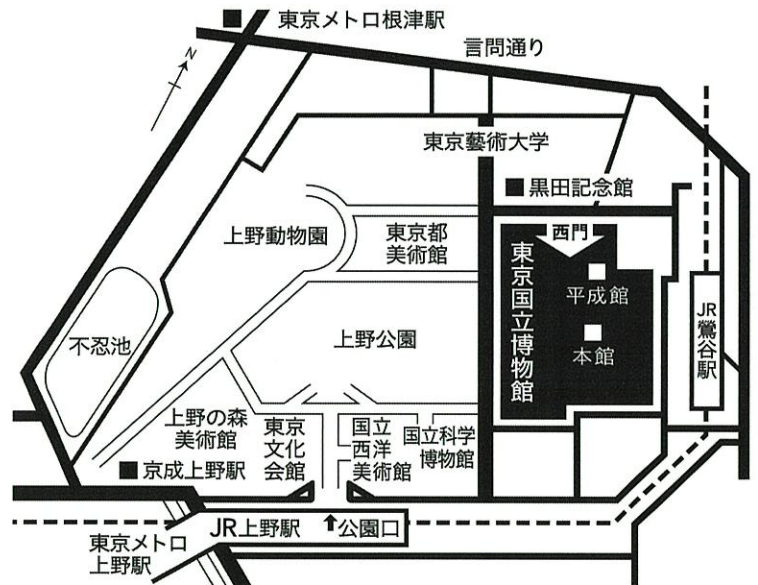 東京メトロ根津駅
言問通り
N
東京藝術大学
黒田記念館
上野動物園
東京都
美術館
西門
東京国立博物館
平成館
本館
JR鶯谷駅
不忍池
上野公園
上野の森
美術館
東京
文化
会館
国立
西洋
美術館
国立科学
博物館
京成上野駅
JR上野駅
公園口
東京メトロ
上野駅